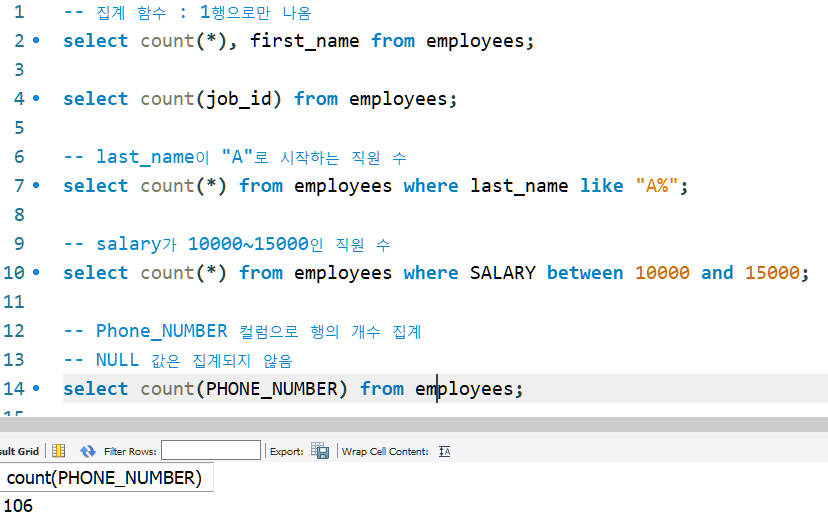 1 -- 집계 함수 : 1행으로만 나옴
2 select count(*), first_name from employees;
3
4 select count(job_id) from employees;
5
6 -- last_name이 "A"로 시작하는 직원 수
7 select count(*) from employees where last_name like "A%";
8
9 -- salary가 10000~15000인 직원 수
10 select count(*) from employees where SALARY between 10000 and 15000;
11
12 -- Phone_NUMBER 컬럼으로 행의 개수 집계
13 -- NULL 값은 집계되지 않음
14 select count(PHONE_NUMBER) from employees;
15
sult Grid Filter Rows: Export: Wrap Cell Content:
count(PHONE_NUMBER)
106